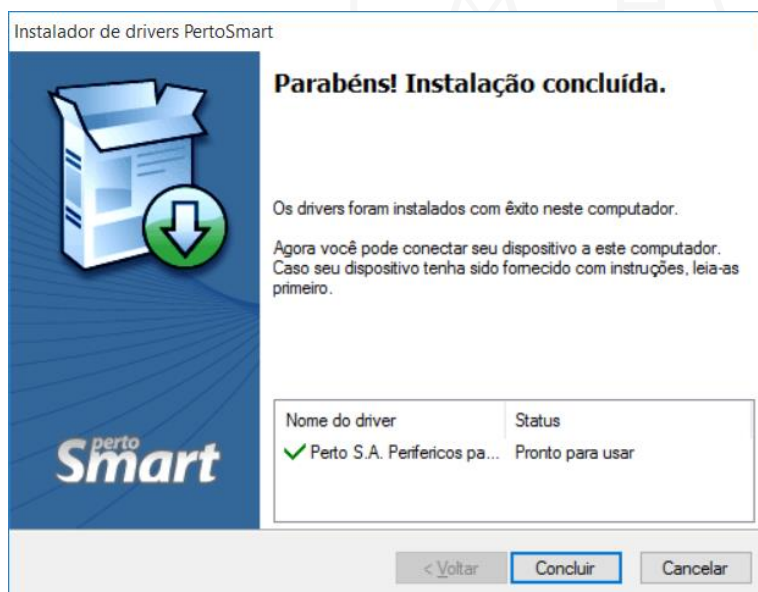 Instalador de drivers PertoSmart
Parabéns! Instalação concluída.
Os drivers foram instalados com êxito neste computador.
Agora você pode conectar seu dispositivo a este computador.
Caso seu dispositivo tenha sido fornecido com instruções, leia-as
primeiro.
Nome do driver Status
Perto S.A. Perifericos pa... Pronto para usar
perto
Smart
< Voltar Concluir Cancelar